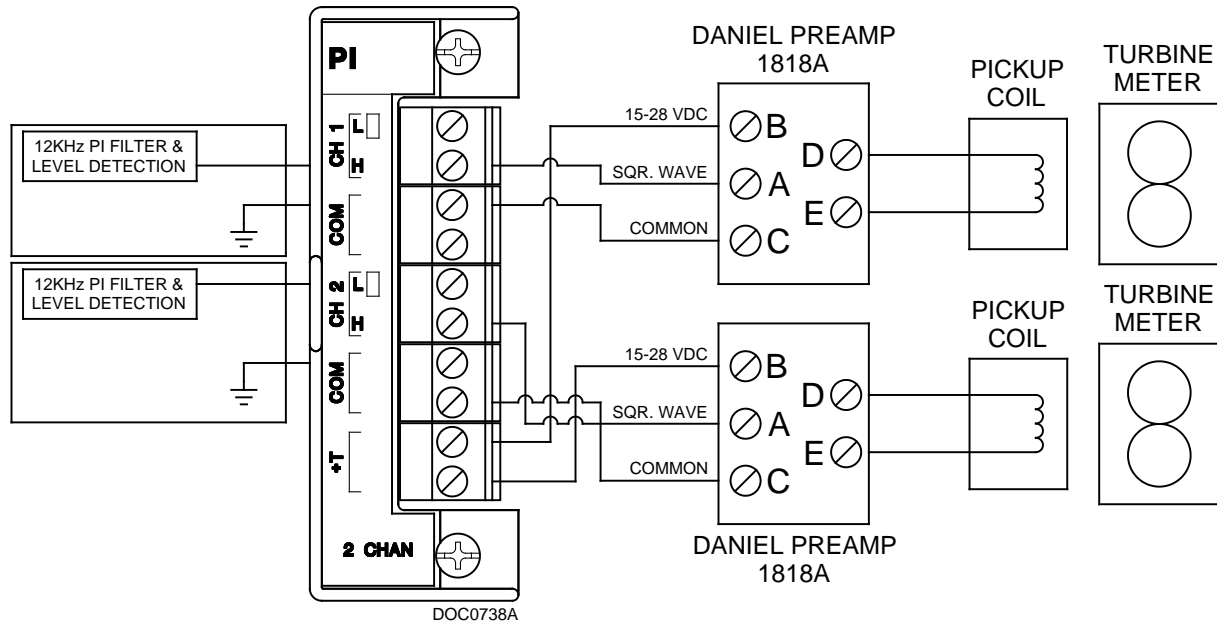 PI
CH 1
L
H
COM
CH 2
L
H
COM
+T
2 CHAN
DOC0738A
12KHz PI FILTER &
LEVEL DETECTION
12KHz PI FILTER &
LEVEL DETECTION
DANIEL PREAMP
1818A
15-28 VDC
SQR. WAVE
COMMON
B
A
C
D
E
PICKUP
COIL
TURBINE
METER
15-28 VDC
SQR. WAVE
COMMON
B
A
C
D
E
DANIEL PREAMP
1818A
PICKUP
COIL
TURBINE
METER